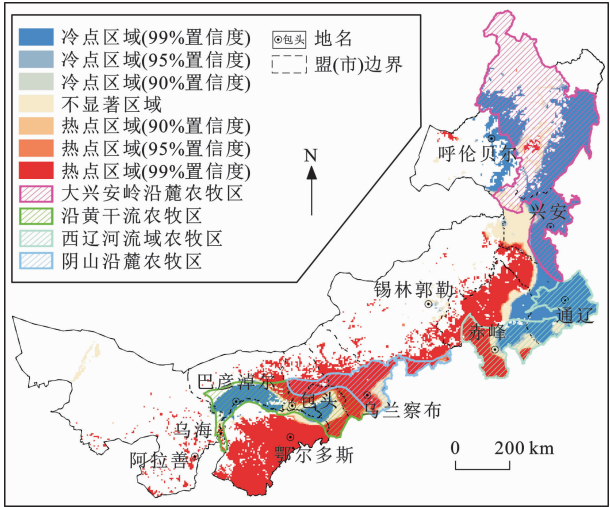 冷点区域(99%置信度)
冷点区域(95%置信度)
冷点区域(90%置信度)
不显著区域
热点区域(90%置信度)
热点区域(95%置信度)
热点区域(99%置信度)
大兴安岭沿麓农牧区
沿黄干流农牧区
西辽河流域农牧区
阴山沿麓农牧区
包头 地名
盟(市)边界
N
呼伦贝尔
兴安
锡林郭勒
通辽
赤峰
巴彦淖尔
包头
乌兰察布
乌海
鄂尔多斯
阿拉善
0 200 km